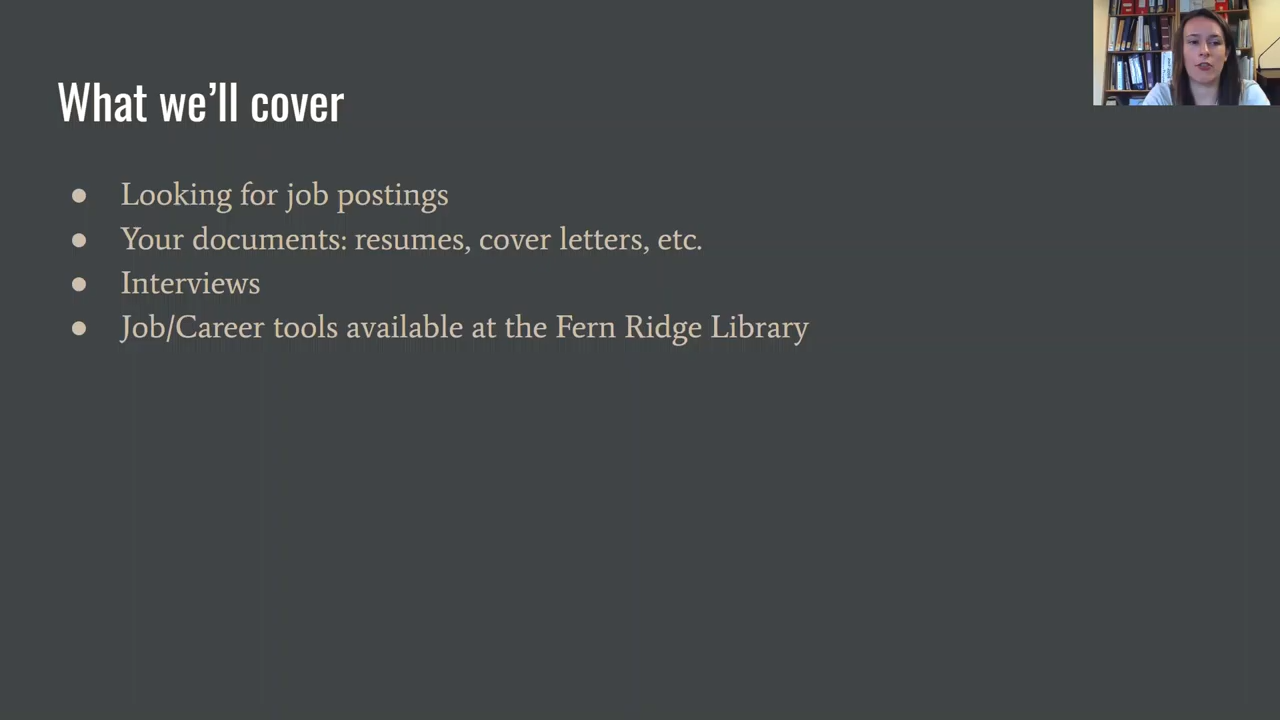 What we’ll cover
● Looking for job postings
● Your documents: resumes, cover letters, etc.
● Interviews
● Job/Career tools available at the Fern Ridge Library